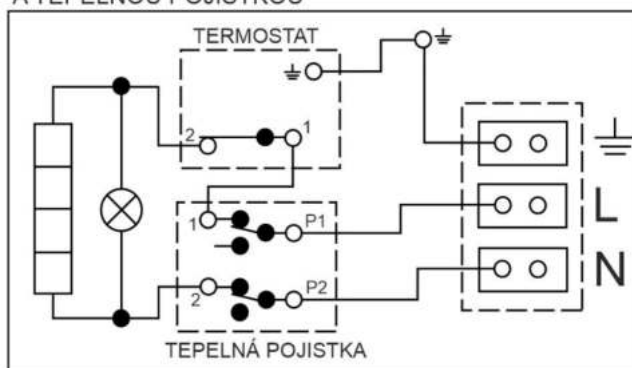 A TEPELNOU POJISTKOU
TERMOSTAT
2
1
1
P1
L
2
P2
N
TEPELNÁ POJISTKA